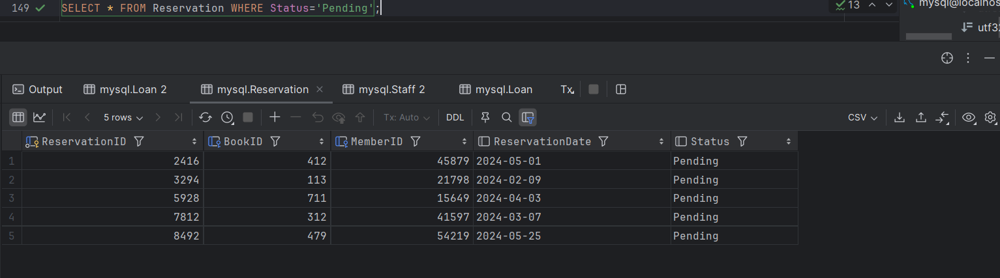 149 SELECT * FROM Reservation WHERE Status='Pending'; 13 mysql@localhos
utf32
Output mysql.Loan 2 mysql.Reservation mysql.Staff 2 mysql.Loan Tx
5 rows Tx: Auto DDL CSV
ReservationID BookID MemberID ReservationDate Status
1 2416 412 45879 2024-05-01 Pending
2 3294 113 21798 2024-02-09 Pending
3 5928 711 15649 2024-04-03 Pending
4 7812 312 41597 2024-03-07 Pending
5 8492 479 54219 2024-05-25 Pending